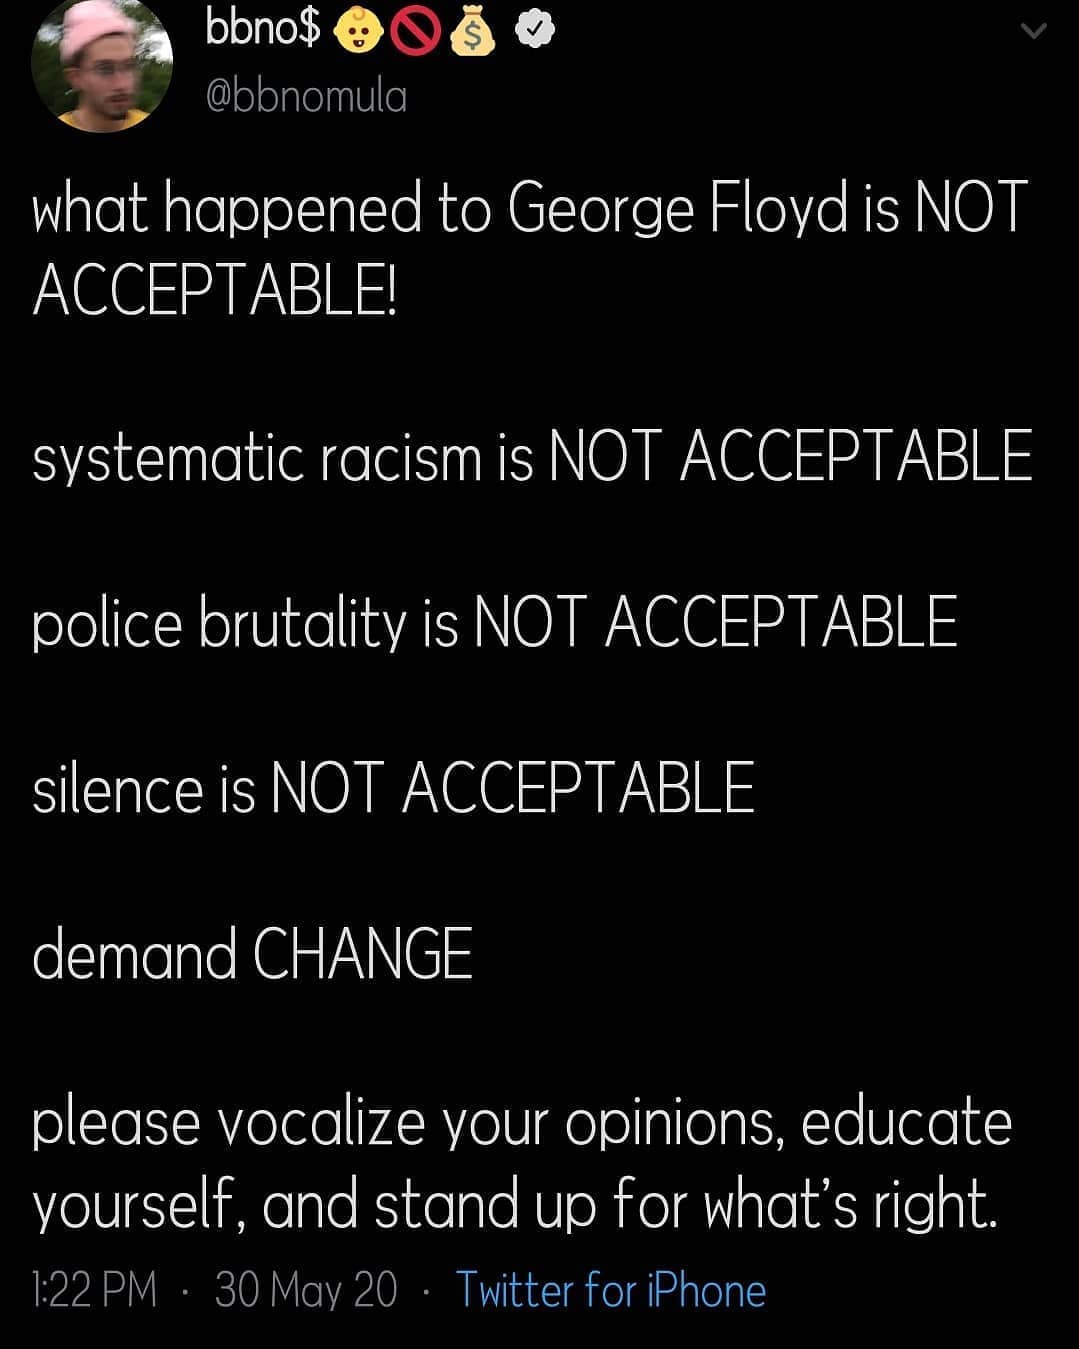 bbno$ 👶🚫💰
@bbnomula
what happened to George Floyd is NOT
ACCEPTABLE!
systematic racism is NOT ACCEPTABLE
police brutality is NOT ACCEPTABLE
silence is NOT ACCEPTABLE
demand CHANGE
please vocalize your opinions, educate
yourself, and stand up for what's right.
1:22 PM · 30 May 20 · Twitter for iPhone